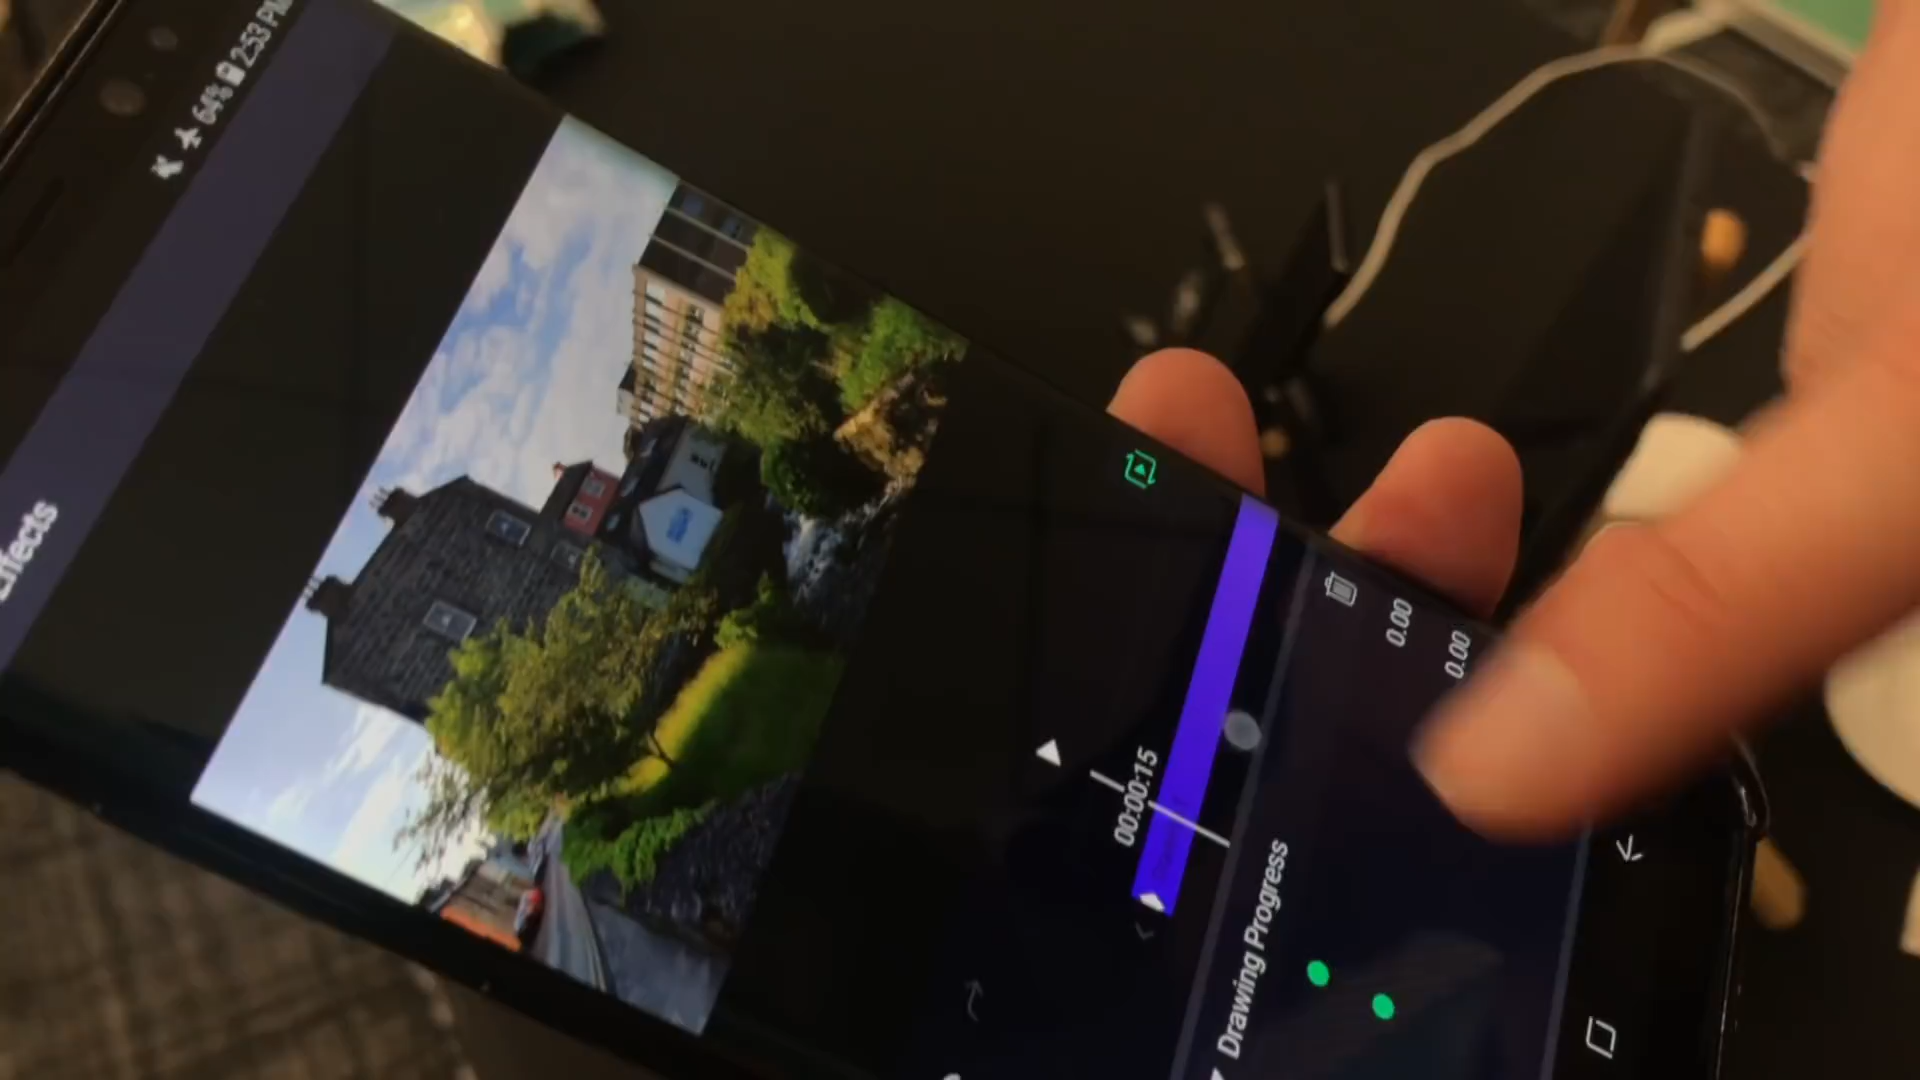 64% 2:53 PM
Effects
00:00:15
Drawing Progress
0.00
0.00